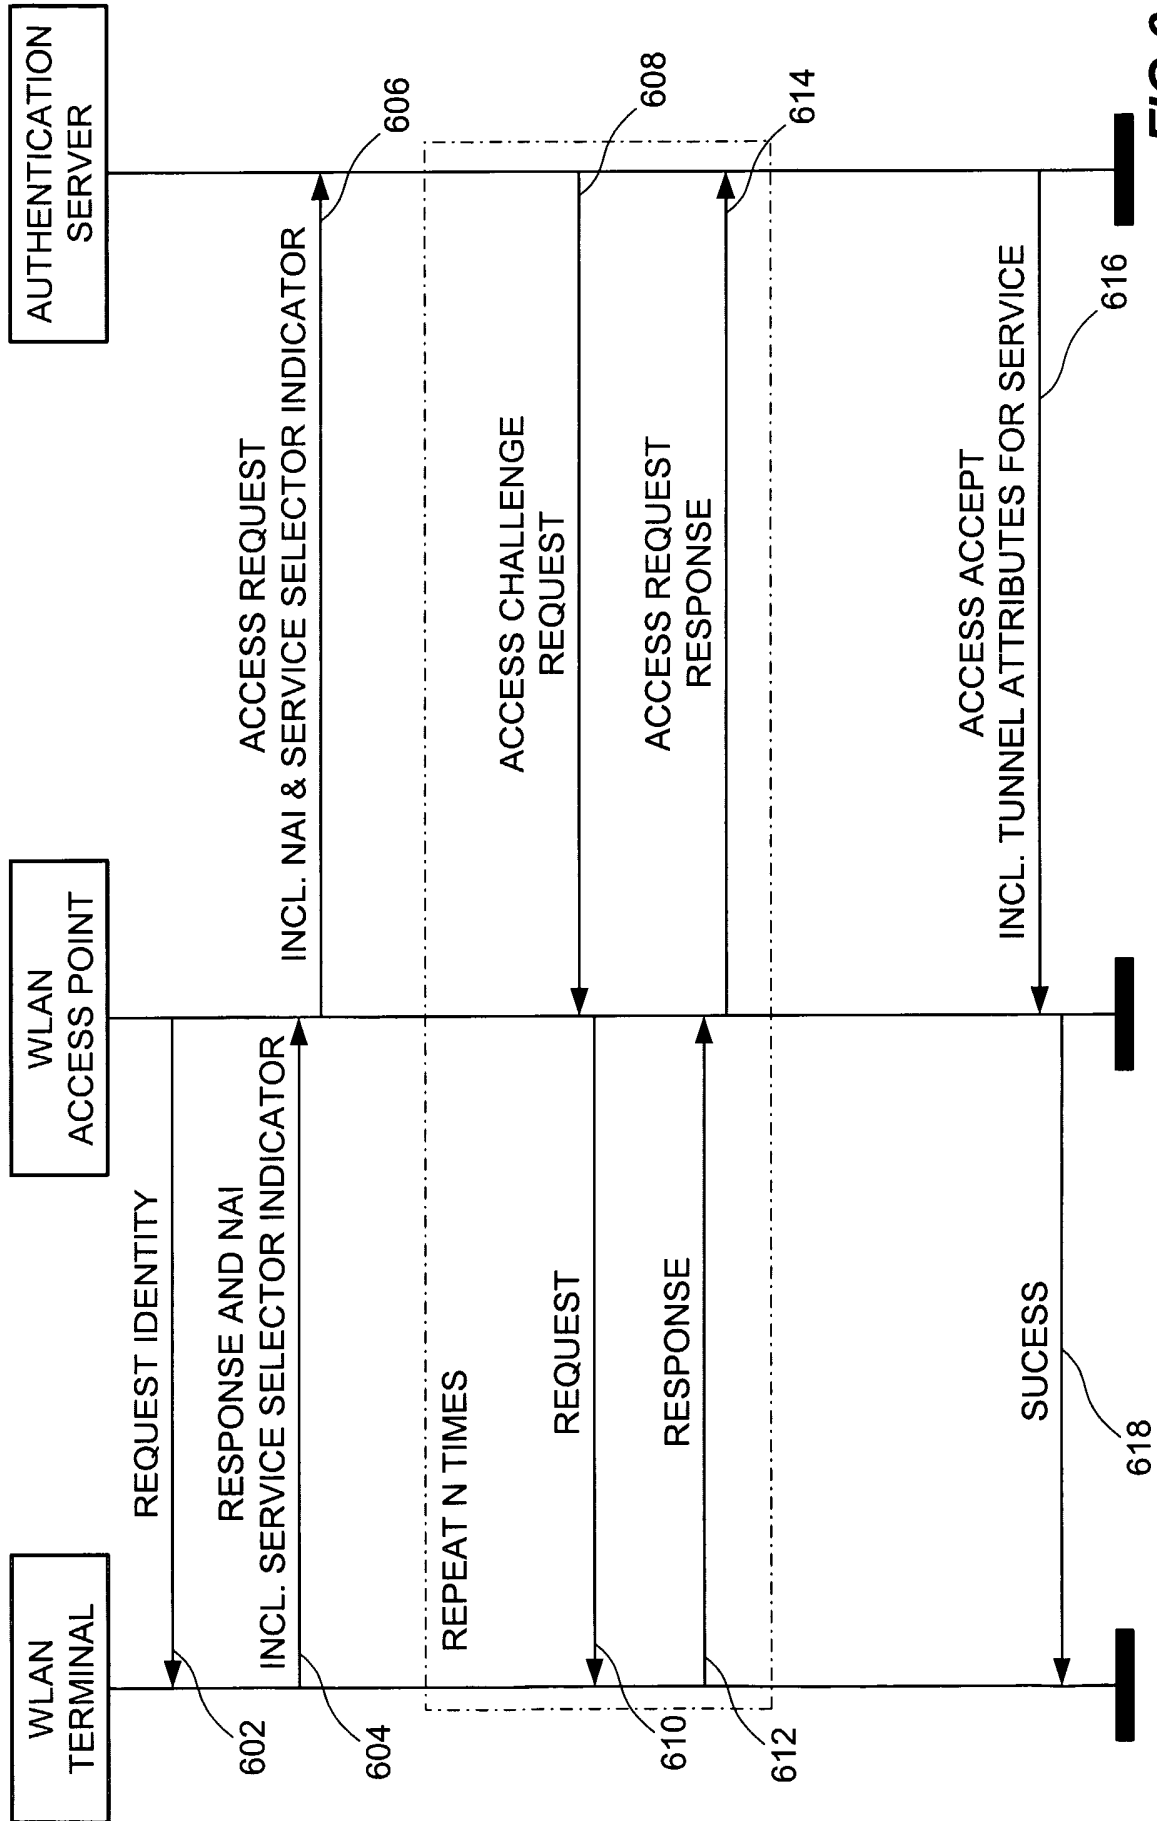 WLAN
TERMINAL
WLAN
ACCESS POINT
AUTHENTICATION
SERVER
REQUEST IDENTITY
602
RESPONSE AND NAI
INCL. SERVICE SELECTOR INDICATOR
604
ACCESS REQUEST
INCL. NAI & SERVICE SELECTOR INDICATOR
606
REPEAT N TIMES
ACCESS CHALLENGE
REQUEST
608
REQUEST
610
RESPONSE
612
ACCESS REQUEST
RESPONSE
614
ACCESS ACCEPT
INCL. TUNNEL ATTRIBUTES FOR SERVICE
616
SUCESS
618